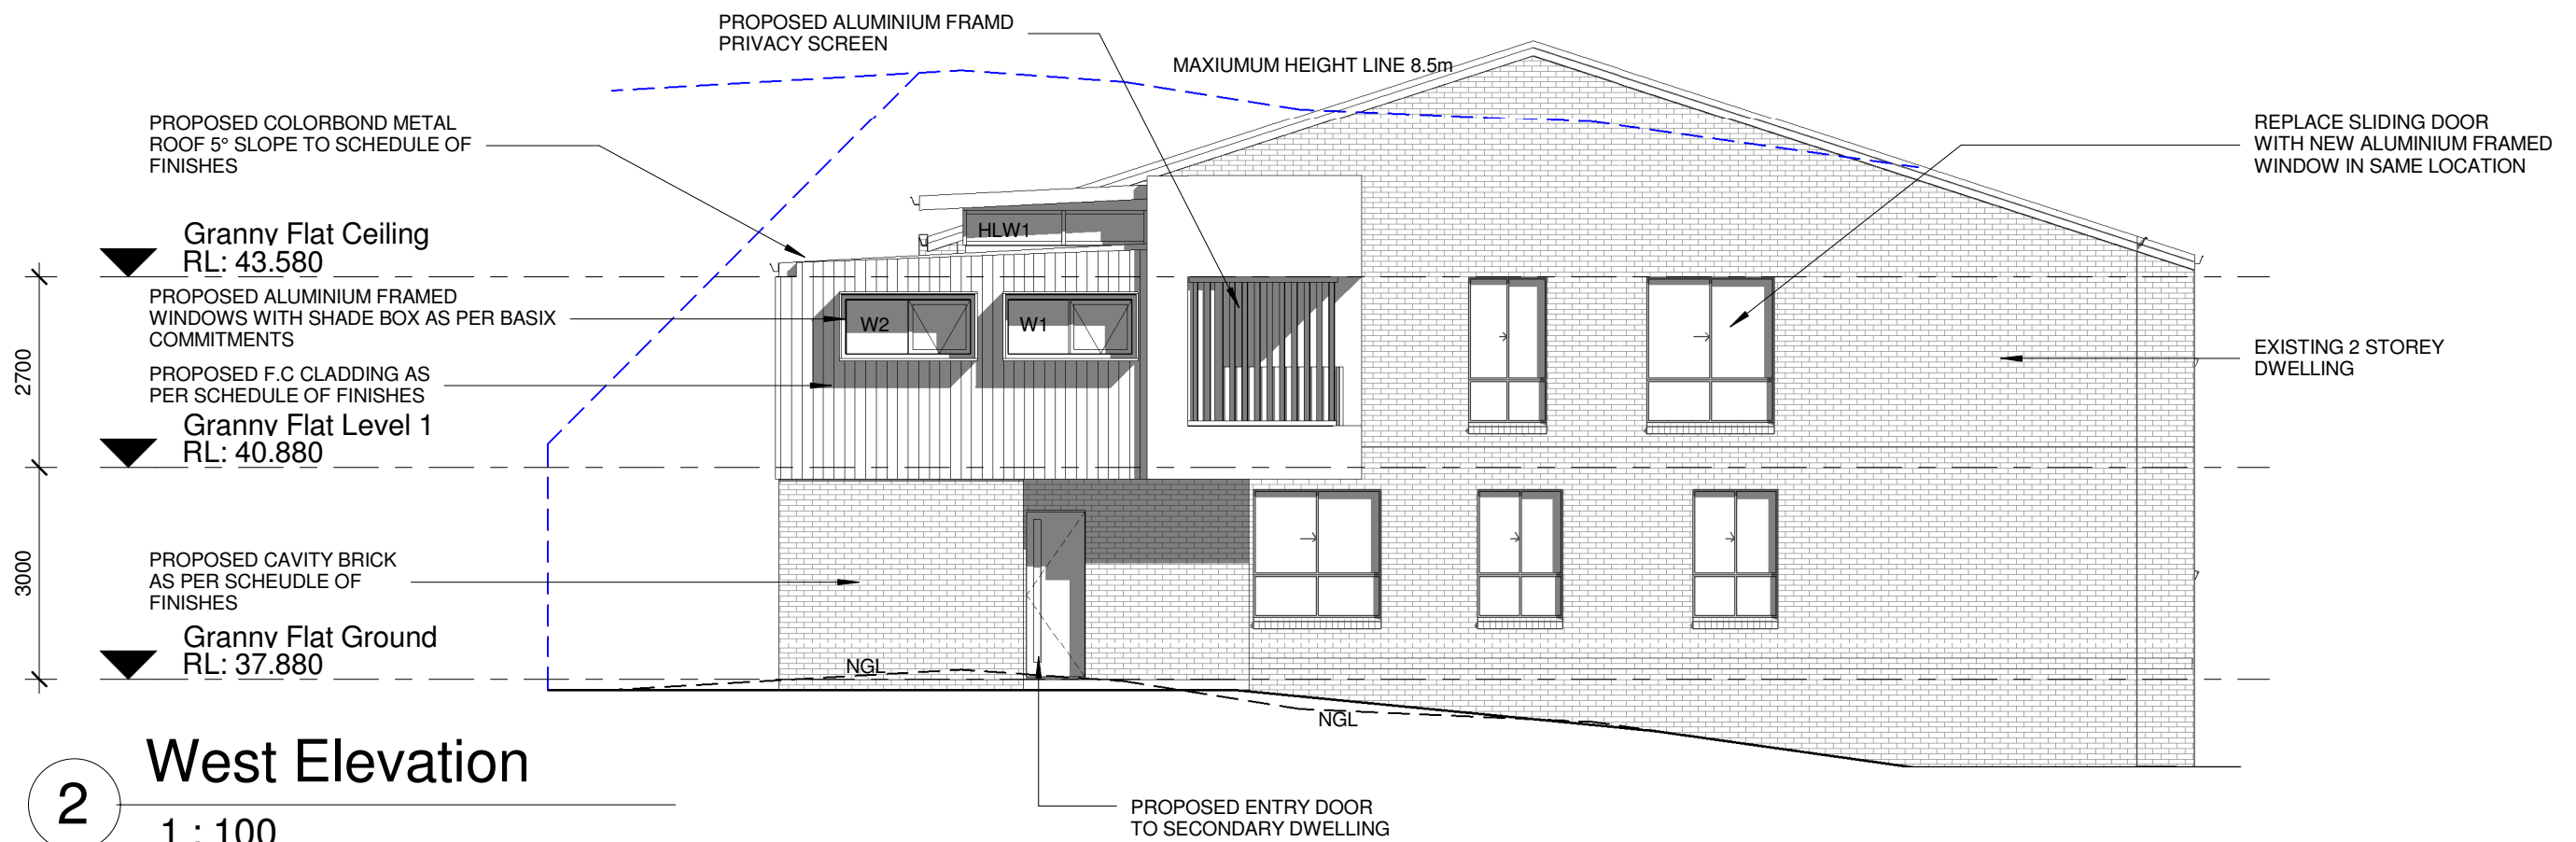 PROPOSED ALUMINIUM FRAMD
PRIVACY SCREEN
MAXIUMUM HEIGHT LINE 8.5m
PROPOSED COLORBOND METAL
ROOF 5° SLOPE TO SCHEDULE OF
FINISHES
REPLACE SLIDING DOOR
WITH NEW ALUMINIUM FRAMED
WINDOW IN SAME LOCATION
Granny Flat Ceiling
RL: 43.580
HLW1
PROPOSED ALUMINIUM FRAMED
WINDOWS WITH SHADE BOX AS PER BASIX
COMMITMENTS
W2
W1
EXISTING 2 STOREY
DWELLING
2700
PROPOSED F.C CLADDING AS
PER SCHEDULE OF FINISHES
Granny Flat Level 1
RL: 40.880
3000
PROPOSED CAVITY BRICK
AS PER SCHEUDLE OF
FINISHES
Granny Flat Ground
RL: 37.880
NGL
NGL
2
West Elevation
1 : 100
PROPOSED ENTRY DOOR
TO SECONDARY DWELLING